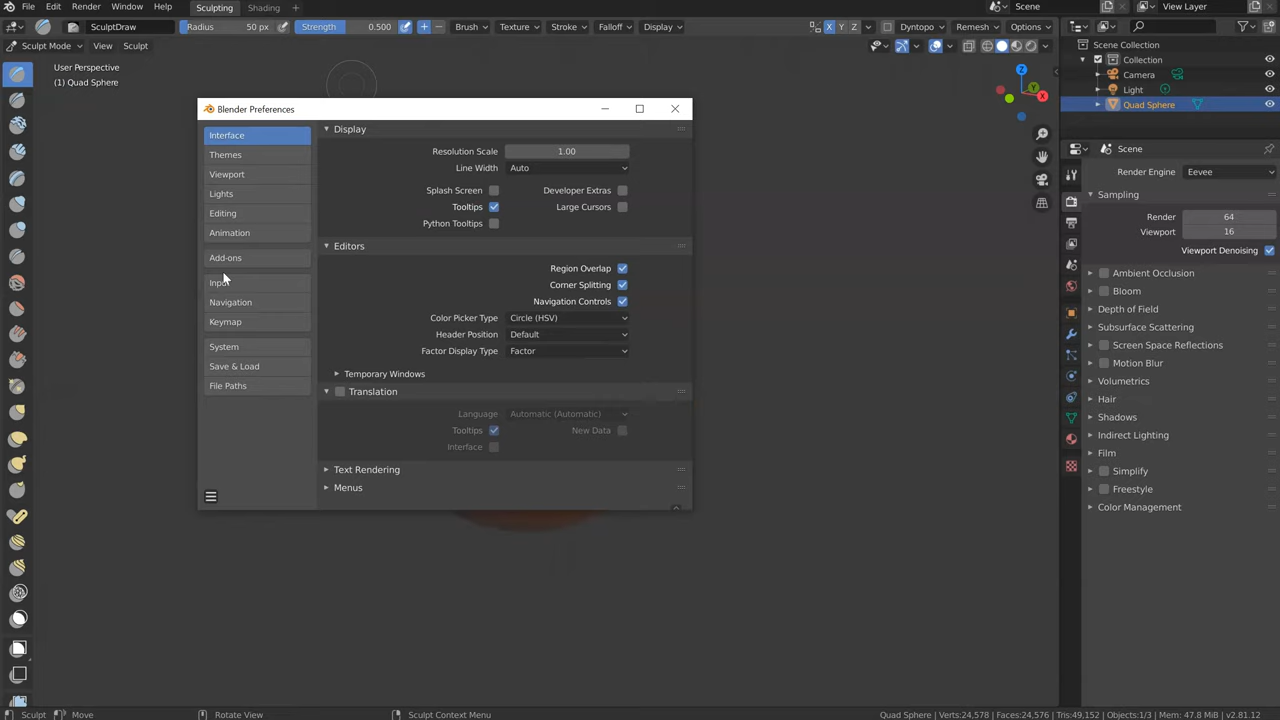 File Edit Render Window Help Sculpting Shading + Scene View Layer
SculptDraw Radius 50 px Strength 0.500 Brush Texture Stroke Falloff Display X Y Z Dyntopo Remesh Options
Sculpt Mode View Sculpt
User Perspective
(1) Quad Sphere
Z
Y
X
Scene Collection
Collection
Camera
Light
Quad Sphere
Scene
Render Engine Eevee
Sampling
Render 64
Viewport 16
Viewport Denoising
Ambient Occlusion
Bloom
Depth of Field
Subsurface Scattering
Screen Space Reflections
Motion Blur
Volumetrics
Hair
Shadows
Indirect Lighting
Film
Simplify
Freestyle
Color Management
Blender Preferences
Interface
Themes
Viewport
Lights
Editing
Animation
Add-ons
Input
Navigation
Keymap
System
Save & Load
File Paths
Display
Resolution Scale 1.00
Line Width Auto
Splash Screen Developer Extras
Tooltips Large Cursors
Python Tooltips
Editors
Region Overlap
Corner Splitting
Navigation Controls
Color Picker Type Circle (HSV)
Header Position Default
Factor Display Type Factor
Temporary Windows
Translation
Language Automatic (Automatic)
Tooltips New Data
Interface
Text Rendering
Menus
Sculpt Move Rotate View Sculpt Context Menu Quad Sphere | Verts:24,578 | Faces:24,576 | Tris:49,152 | Objects:1/3 | Mem: 47.8 MiB | v2.81.12